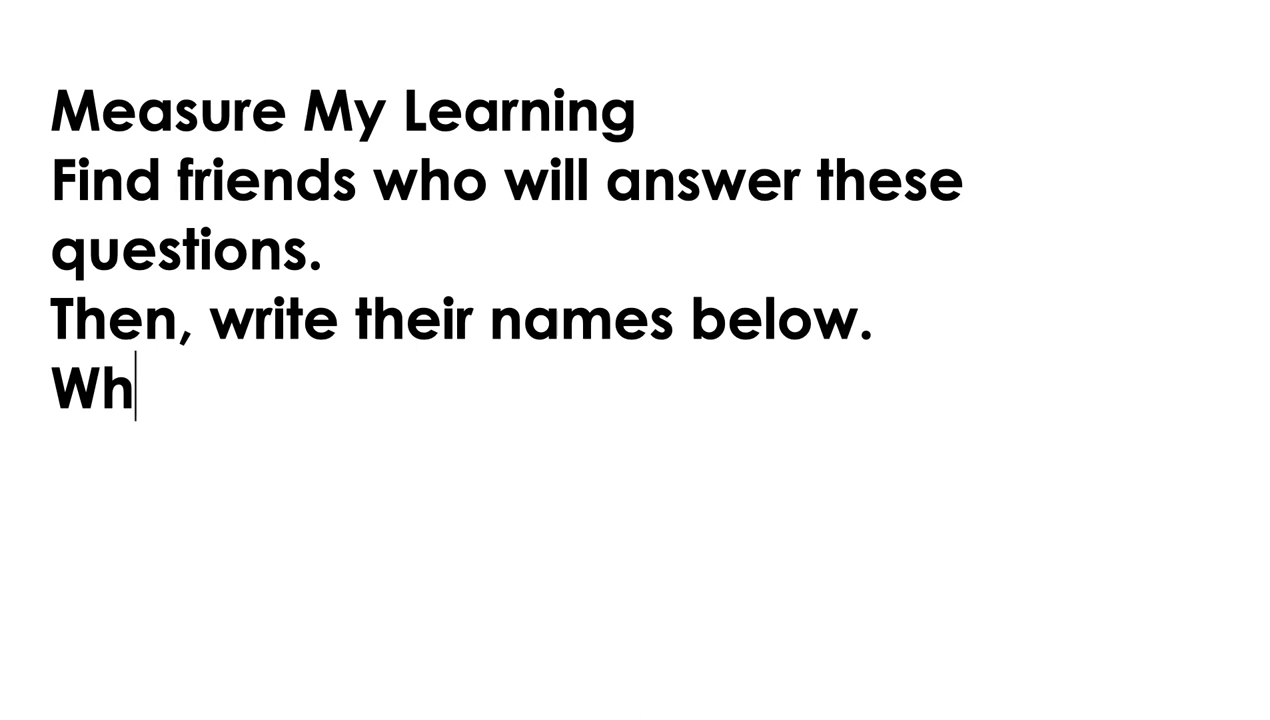 Measure My Learning
Find friends who will answer these
questions.
Then, write their names below.
Wh